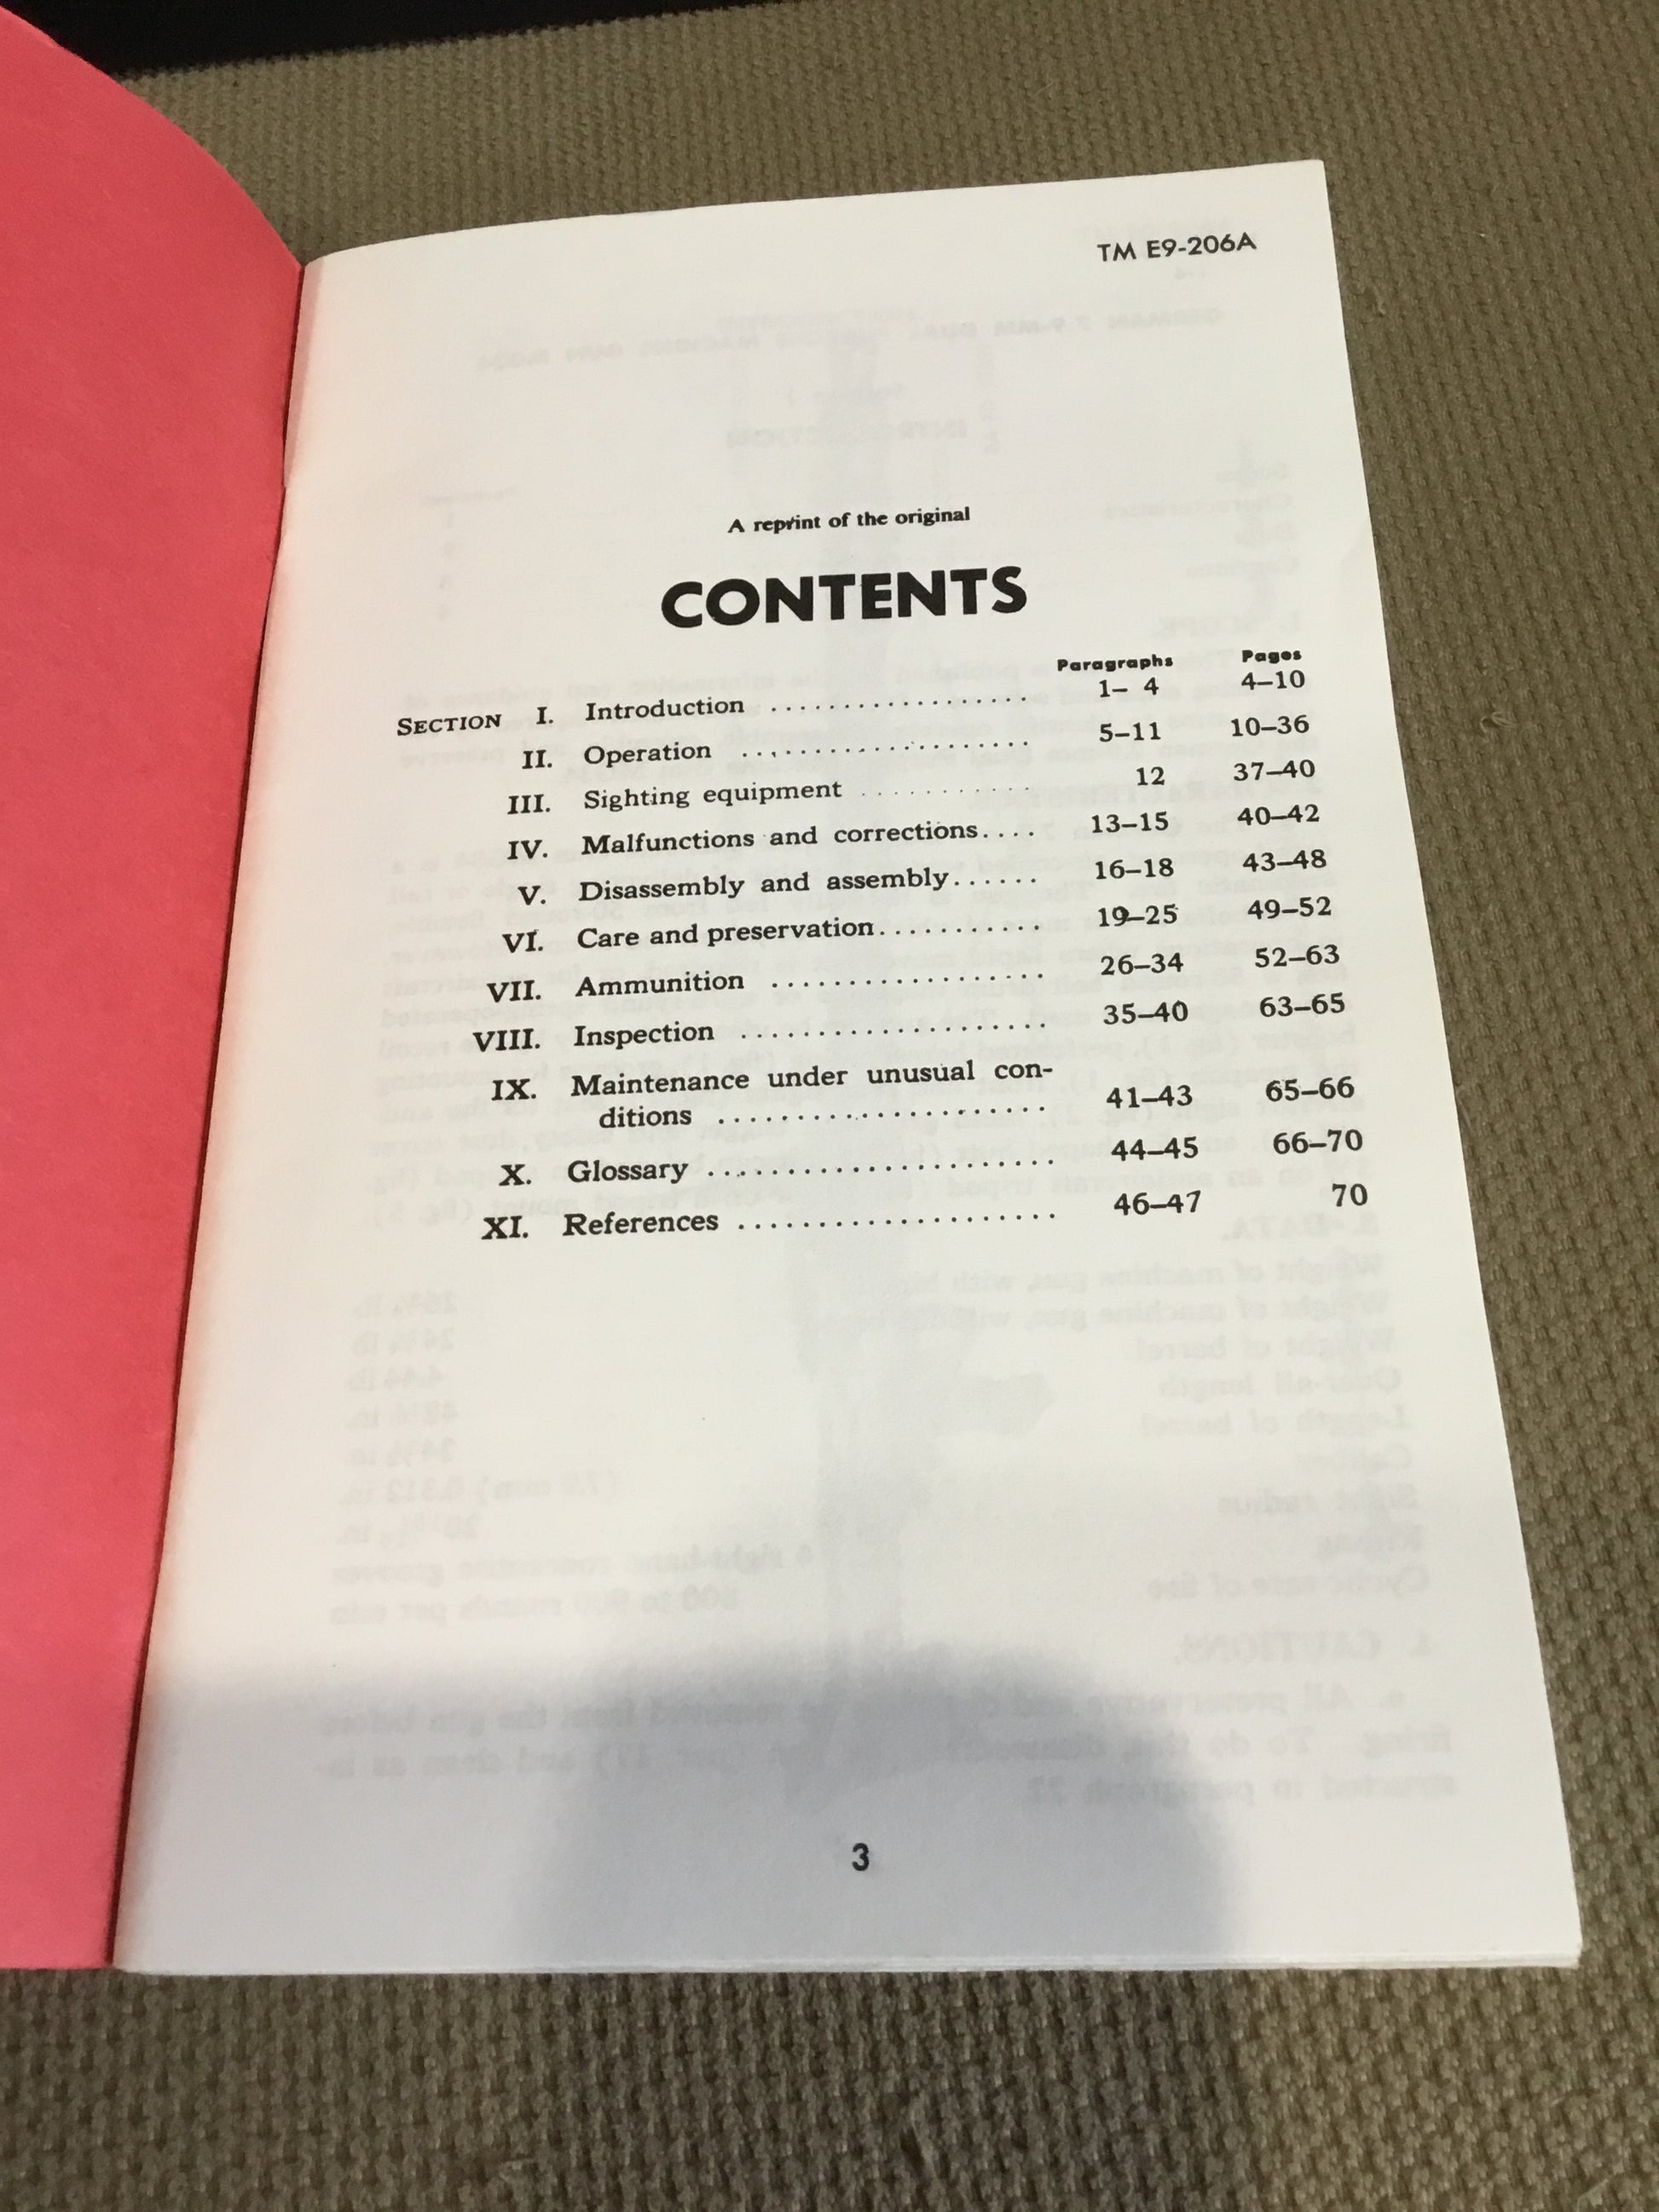 TM E9-206A
A reprint of the original
CONTENTS
Paragraphs Pages
SECTION I. Introduction .................. 1– 4 4–10
II. Operation ................... 5–11 10–36
III. Sighting equipment ........... 12 37–40
IV. Malfunctions and corrections.... 13–15 40–42
V. Disassembly and assembly...... 16–18 43–48
VI. Care and preservation........... 19–25 49–52
VII. Ammunition .................. 26–34 52–63
VIII. Inspection .................... 35–40 63–65
IX. Maintenance under unusual con-
ditions ..................... 41–43 65–66
X. Glossary ...................... 44–45 66–70
XI. References ..................... 46–47 70
3